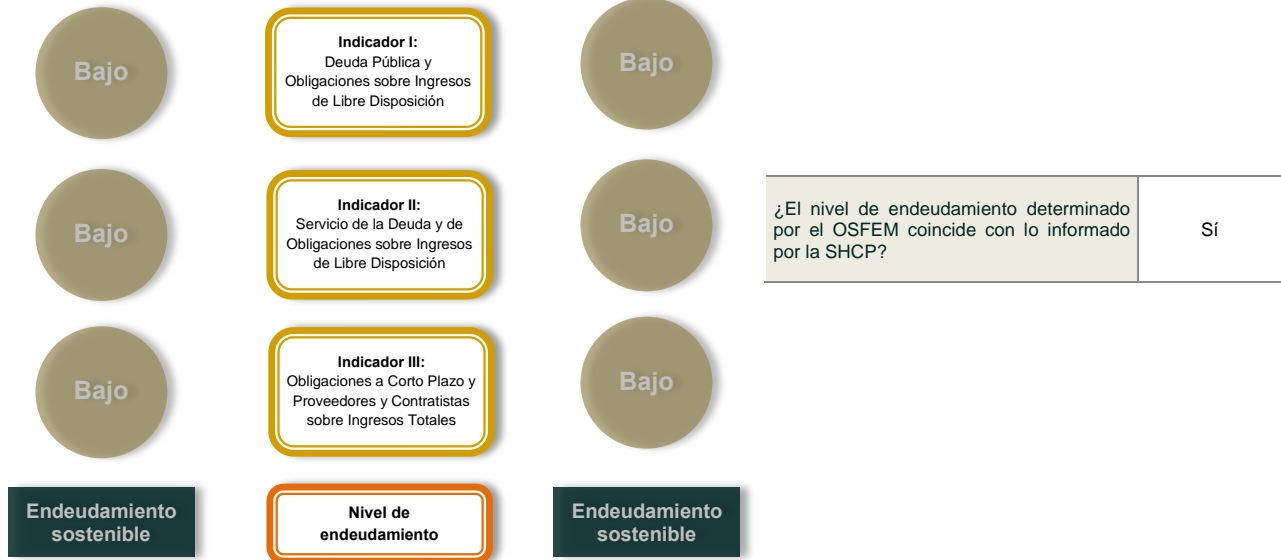 Bajo
Indicador I:
Deuda Pública y
Obligaciones sobre Ingresos
de Libre Disposición
Bajo
Bajo
Indicador II:
Servicio de la Deuda y de
Obligaciones sobre Ingresos
de Libre Disposición
Bajo
¿El nivel de endeudamiento determinado
por el OSFEM coincide con lo informado
por la SHCP?
Sí
Bajo
Indicador III:
Obligaciones a Corto Plazo y
Proveedores y Contratistas
sobre Ingresos Totales
Bajo
Endeudamiento
sostenible
Nivel de
endeudamiento
Endeudamiento
sostenible